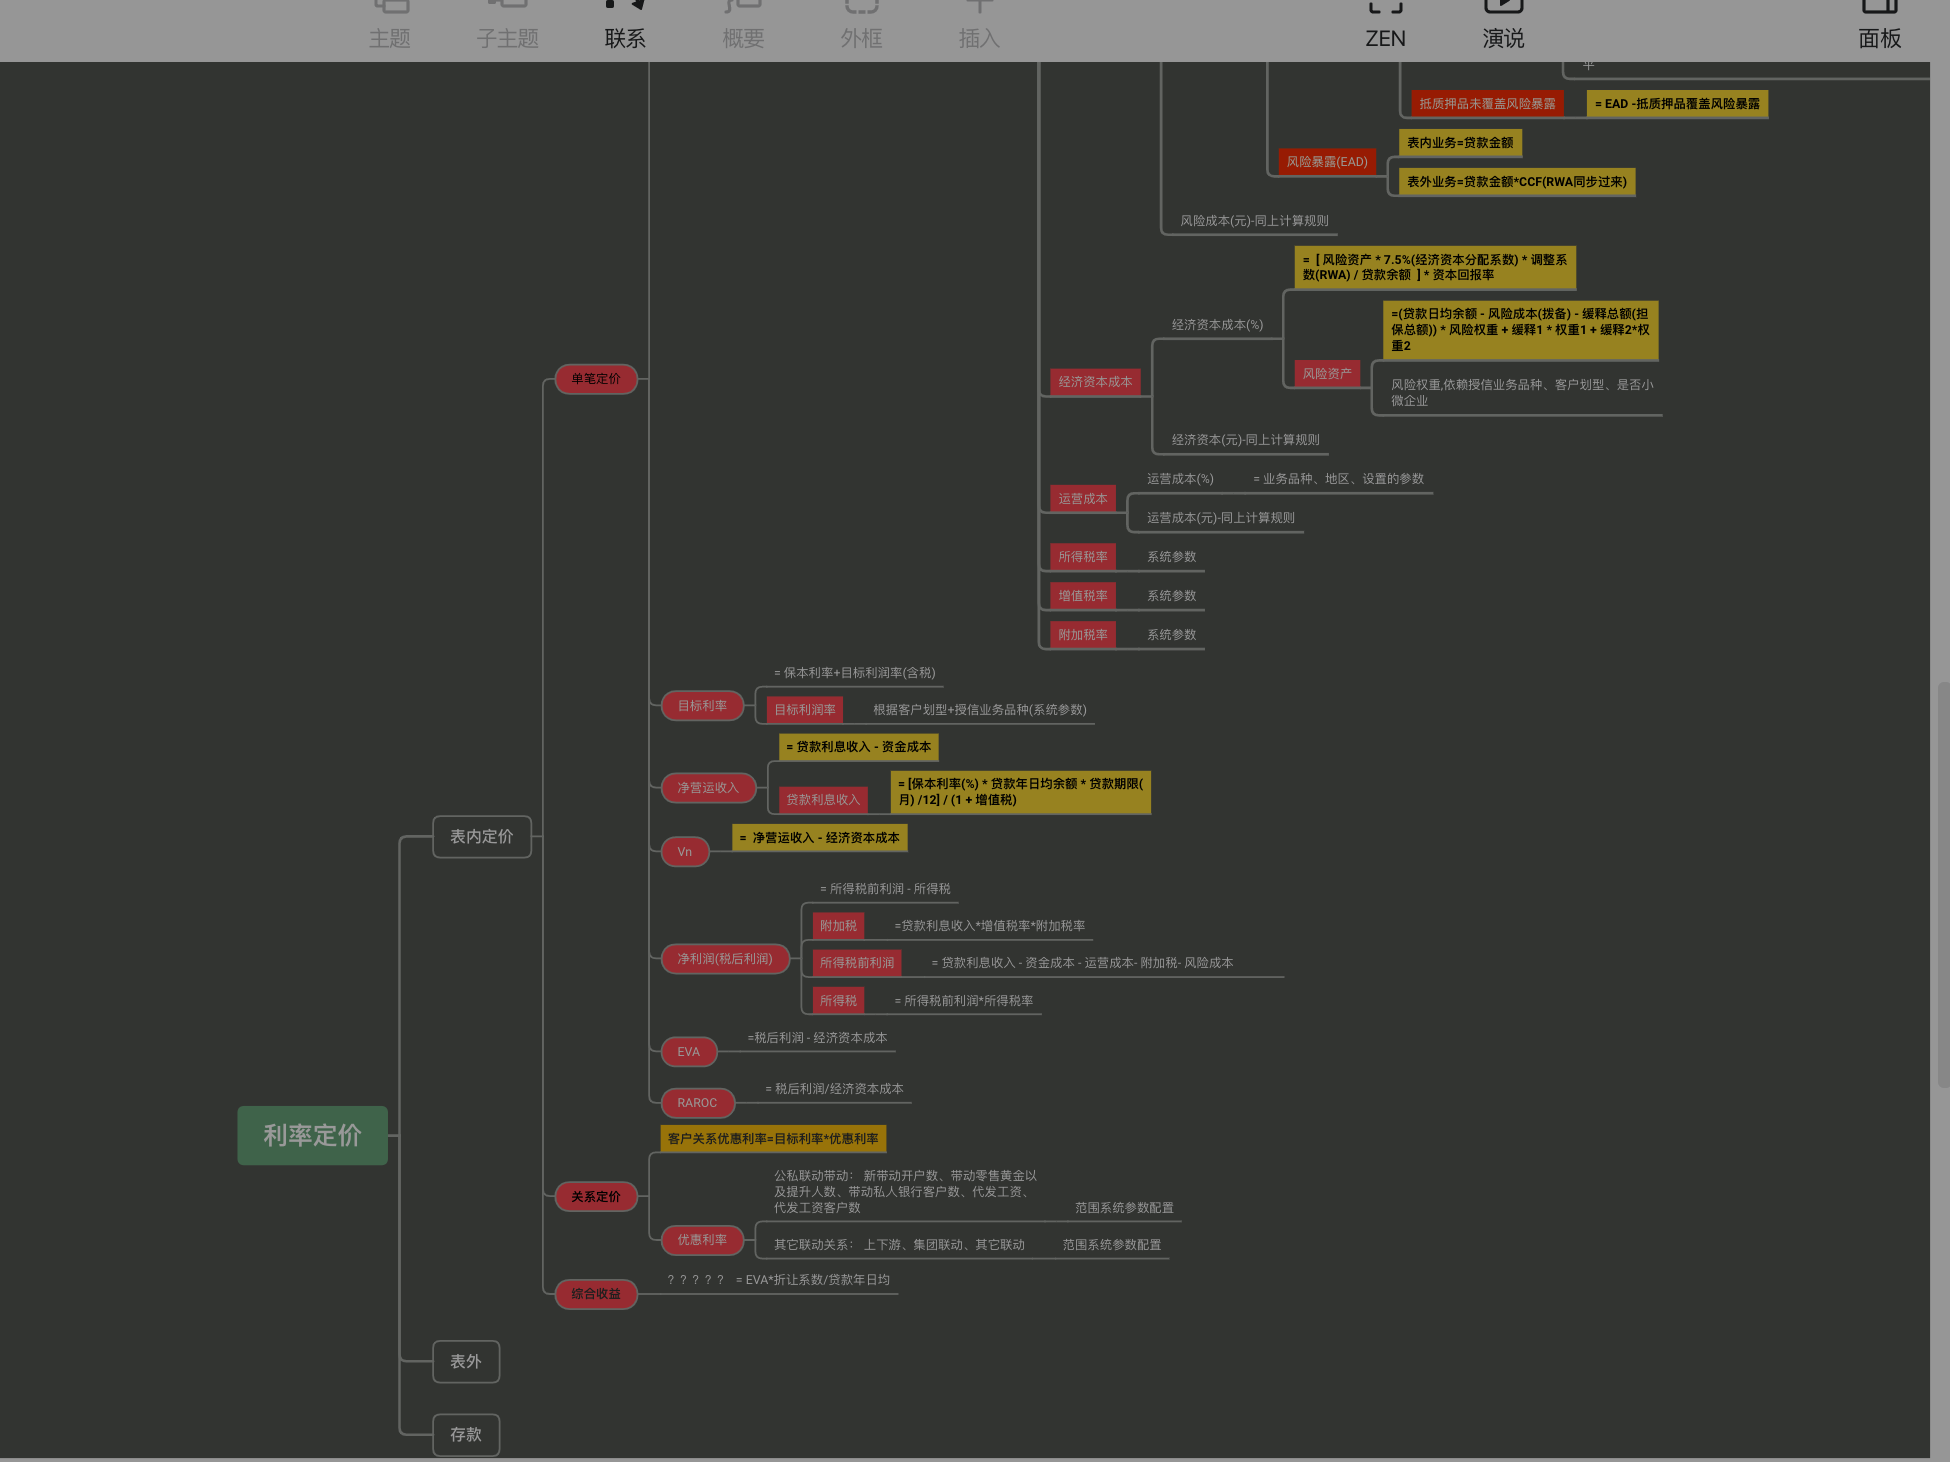 主题
子主题
联系
概要
外框
插入
ZEN
演说
面板
抵质押品未覆盖风险暴露
= EAD -抵质押品覆盖风险暴露
风险暴露(EAD)
表内业务=贷款金额
表外业务=贷款金额*CCF(RWA同步过来)
风险成本(元)-同上计算规则
经济资本成本
经济资本成本(%)
= [ 风险资产 * 7.5%(经济资本分配系数) * 调整系
数(RWA) / 贷款余额 ] * 资本回报率
风险资产
=(贷款日均余额 - 风险成本(拨备) - 缓释总额(担
保总额)) * 风险权重 + 缓释1 * 权重1 + 缓释2*权
重2
风险权重,依赖授信业务品种、客户划型、是否小
微企业
经济资本(元)-同上计算规则
运营成本
运营成本(%)
= 业务品种、地区、设置的参数
运营成本(元)-同上计算规则
所得税率
系统参数
增值税率
系统参数
附加税率
系统参数
单笔定价
目标利率
= 保本利率+目标利润率(含税)
目标利润率
根据客户划型+授信业务品种(系统参数)
净营运收入
= 贷款利息收入 - 资金成本
贷款利息收入
= [保本利率(%) * 贷款年日均余额 * 贷款期限(
月) /12] / (1 + 增值税)
Vn
= 净营运收入 - 经济资本成本
净利润(税后利润)
= 所得税前利润 - 所得税
附加税
=贷款利息收入*增值税率*附加税率
所得税前利润
= 贷款利息收入 - 资金成本 - 运营成本- 附加税- 风险成本
所得税
= 所得税前利润*所得税率
EVA
=税后利润 - 经济资本成本
RAROC
= 税后利润/经济资本成本
表内定价
利率定价
关系定价
客户关系优惠利率=目标利率*优惠利率
优惠利率
公私联动带动： 新带动开户数、带动零售黄金以
及提升人数、带动私人银行客户数、代发工资、
代发工资客户数
范围系统参数配置
其它联动关系： 上下游、集团联动、其它联动
范围系统参数配置
综合收益
？？？？？ = EVA*折让系数/贷款年日均
表外
存款